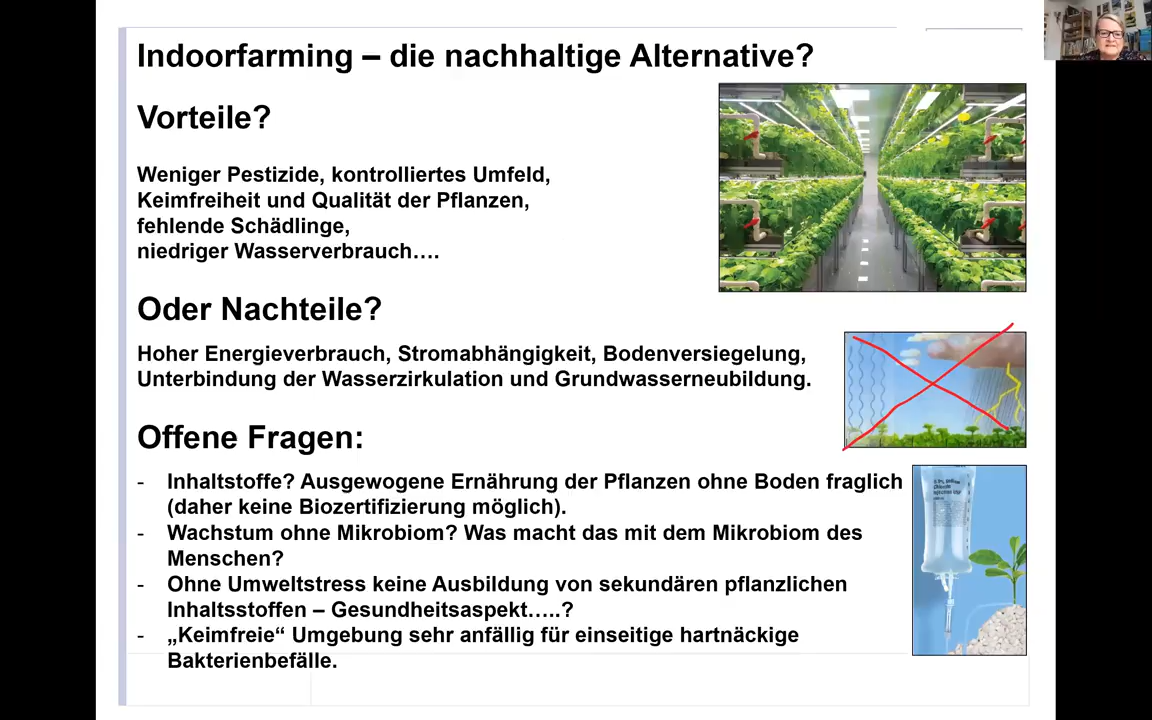 Indoorfarming – die nachhaltige Alternative?
Vorteile?
Weniger Pestizide, kontrolliertes Umfeld,
Keimfreiheit und Qualität der Pflanzen,
fehlende Schädlinge,
niedriger Wasserverbrauch….
Oder Nachteile?
Hoher Energieverbrauch, Stromabhängigkeit, Bodenversiegelung,
Unterbindung der Wasserzirkulation und Grundwasserneubildung.
Offene Fragen:
- Inhaltstoffe? Ausgewogene Ernährung der Pflanzen ohne Boden fraglich
(daher keine Biozertifizierung möglich).
- Wachstum ohne Mikrobiom? Was macht das mit dem Mikrobiom des
Menschen?
- Ohne Umweltstress keine Ausbildung von sekundären pflanzlichen
Inhaltsstoffen – Gesundheitsaspekt…..?
- „Keimfreie“ Umgebung sehr anfällig für einseitige hartnäckige
Bakterienbefälle.